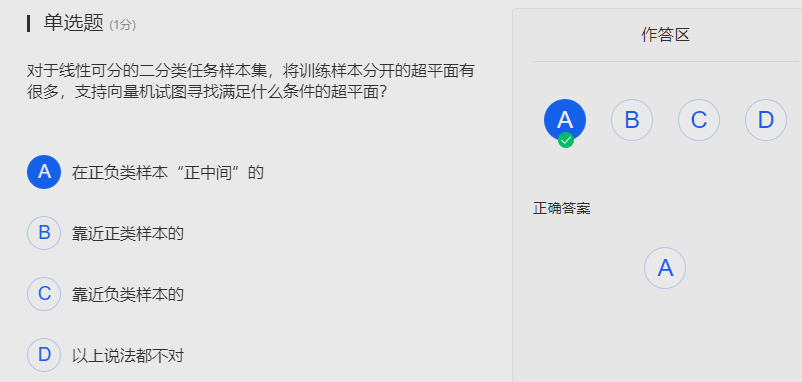 单选题 (1分)
对于线性可分的二分类任务样本集，将训练样本分开的超平面有
很多，支持向量机试图寻找满足什么条件的超平面？
A 在正负类样本“正中间”的
B 靠近正类样本的
C 靠近负类样本的
D 以上说法都不对
作答区
A B C D
正确答案
A